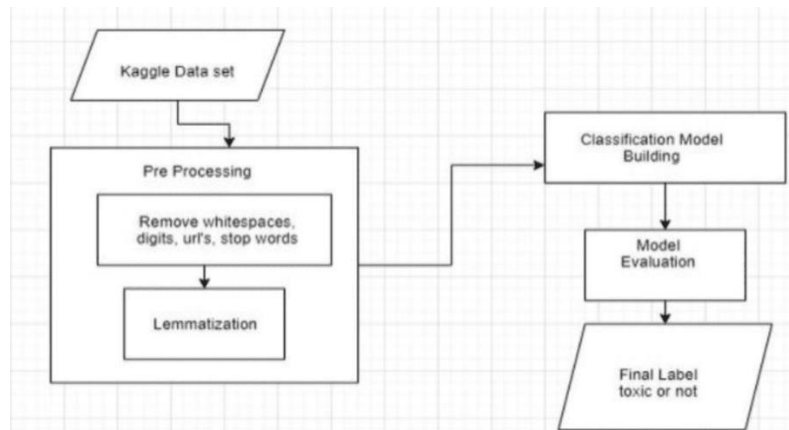 Kaggle Data set
Pre Processing
Remove whitespaces,
digits, url's, stop words
Lemmatization
Classification Model
Building
Model
Evaluation
Final Label
toxic or not